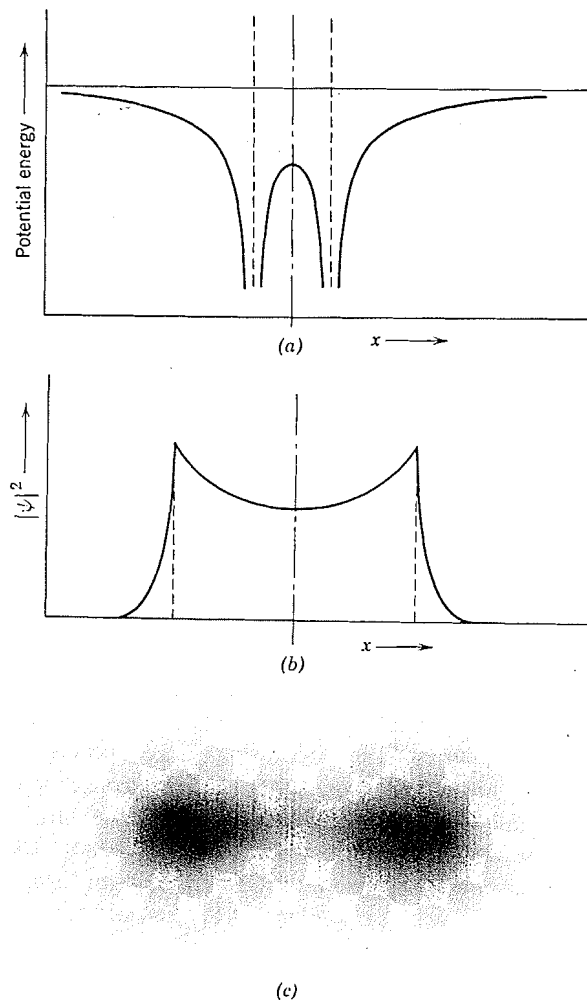 Potential energy
(a)
x
|ψ|²
x
(b)
(c)